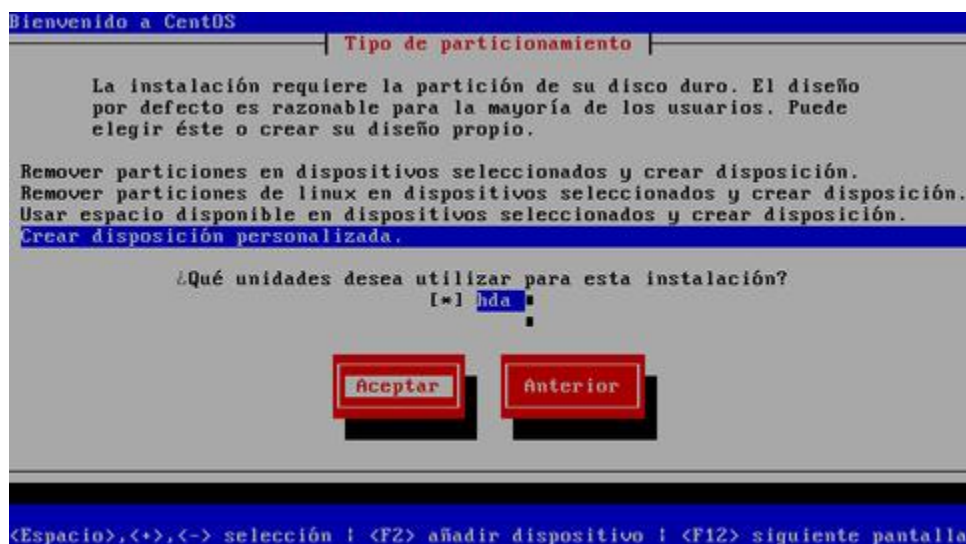 Bienvenido a CentOS
Tipo de particionamiento
La instalación requiere la partición de su disco duro. El diseño
por defecto es razonable para la mayoría de los usuarios. Puede
elegir éste o crear su diseño propio.
Remover particiones en dispositivos seleccionados y crear disposición.
Remover particiones de linux en dispositivos seleccionados y crear disposición.
Usar espacio disponible en dispositivos seleccionados y crear disposición.
Crear disposición personalizada.
¿Qué unidades desea utilizar para esta instalación?
[*] hda
Aceptar Anterior
<Espacio>,<+>,<-> selección | <F2> añadir dispositivo | <F12> siguiente pantalla